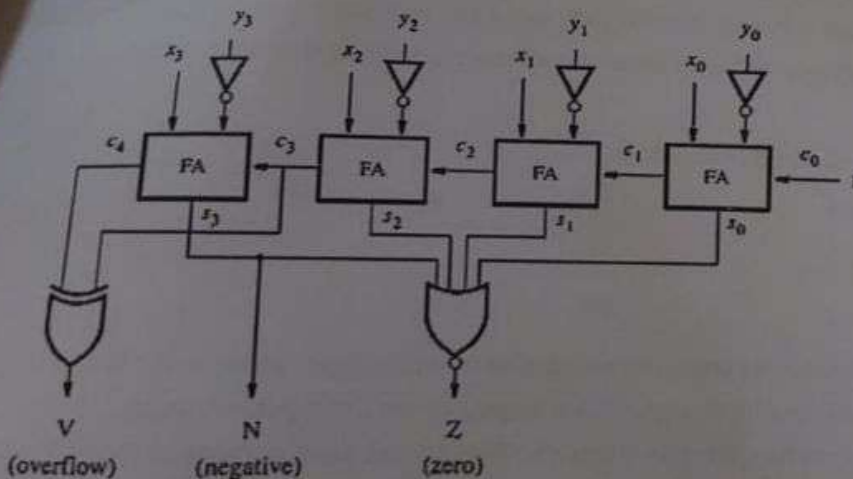 y3
y2
y1
y0
x3
x2
x1
x0
c4
FA
c3
FA
c2
FA
c1
FA
c0
s3
s2
s1
s0
V
N
Z
(overflow)
(negative)
(zero)